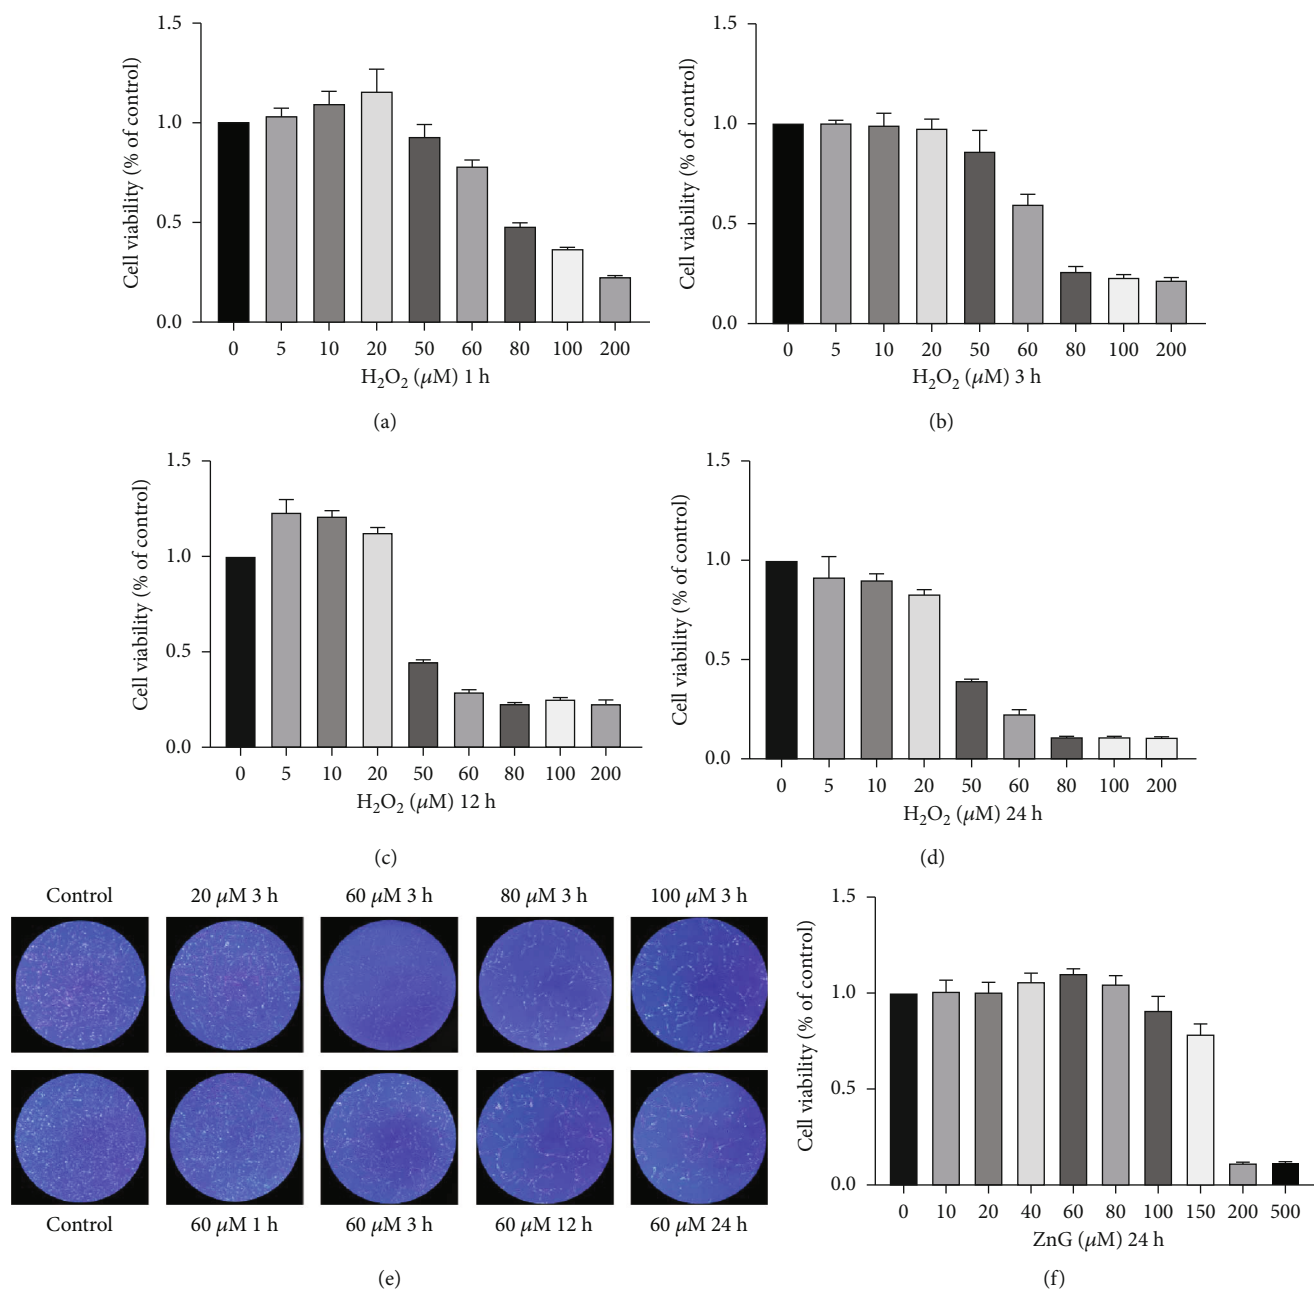 1.5
1.0
0.5
0.0
Cell viability (% of control)
0 5 10 20 50 60 80 100 200
H₂O₂ (μM) 1 h
(a)
1.5
1.0
0.5
0.0
Cell viability (% of control)
0 5 10 20 50 60 80 100 200
H₂O₂ (μM) 3 h
(b)
1.5
1.0
0.5
0.0
Cell viability (% of control)
0 5 10 20 50 60 80 100 200
H₂O₂ (μM) 12 h
(c)
1.5
1.0
0.5
0.0
Cell viability (% of control)
0 5 10 20 50 60 80 100 200
H₂O₂ (μM) 24 h
(d)
Control 20 μM 3 h 60 μM 3 h 80 μM 3 h 100 μM 3 h
Control 60 μM 1 h 60 μM 3 h 60 μM 12 h 60 μM 24 h
(e)
1.5
1.0
0.5
0.0
Cell viability (% of control)
0 10 20 40 60 80 100 150 200 500
ZnG (μM) 24 h
(f)